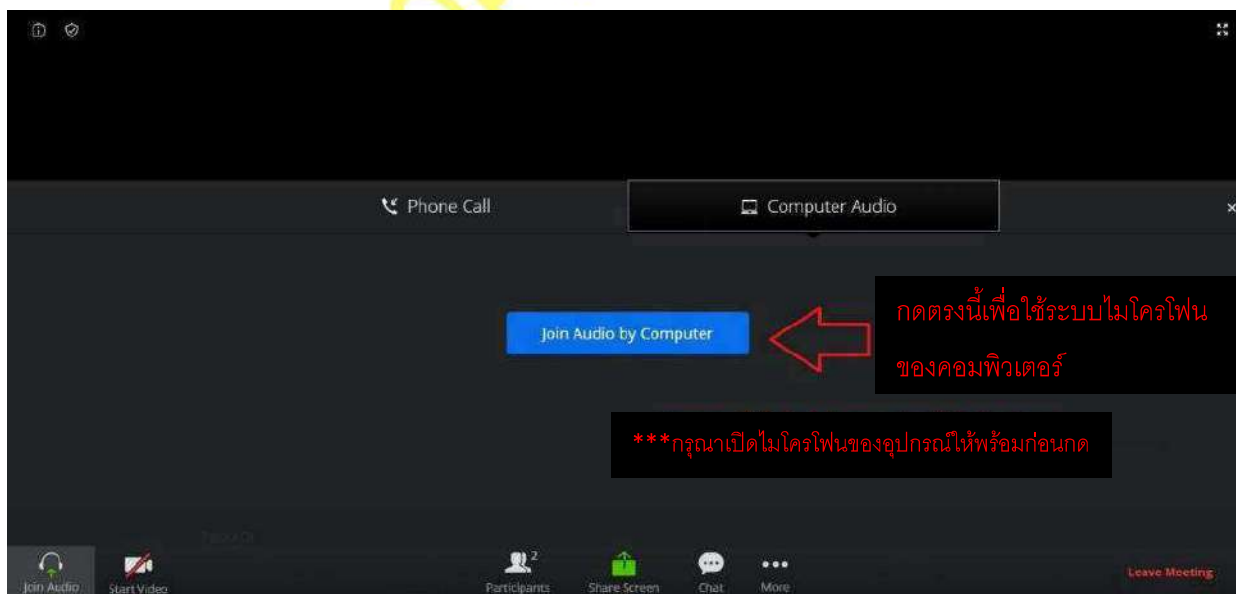 Phone Call
Computer Audio
Join Audio by Computer
กดตรงนี้เพื่อใช้ระบบไมโครโฟน
ของคอมพิวเตอร์
***กรุณาเปิดไมโครโฟนของอุปกรณ์ให้พร้อมก่อนกด
Join Audio
Start Video
2
Participants
Share Screen
Chat
More
Leave Meeting